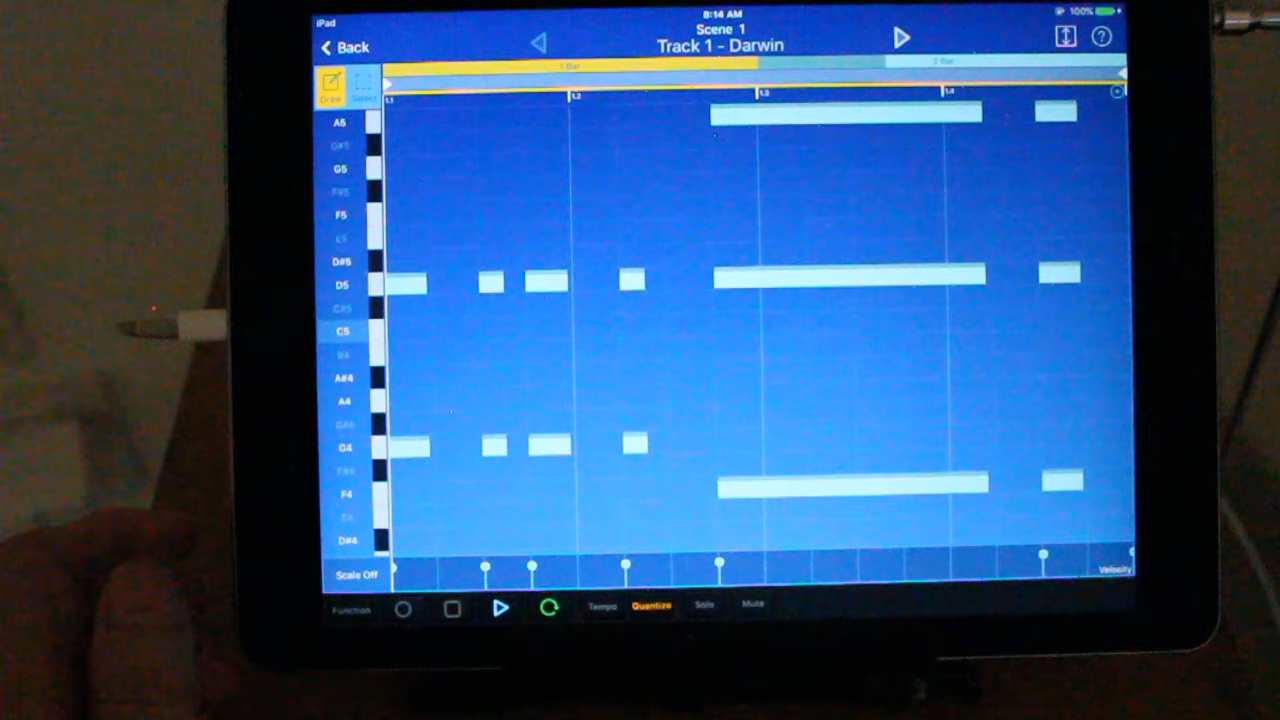 iPad
8:14 AM
100%
Scene 1
Back
Track 1 - Darwin
?
1 Bar
2 Bar
Draw
Select
1.1
1.2
1.3
1.4
A5
G#5
G5
F#5
F5
E5
D#5
D5
C#5
C5
B4
A#4
A4
G#4
G4
F#4
F4
E4
D#4
Scale Off
Velocity
Function
Tempo
Quantize
Solo
Mute